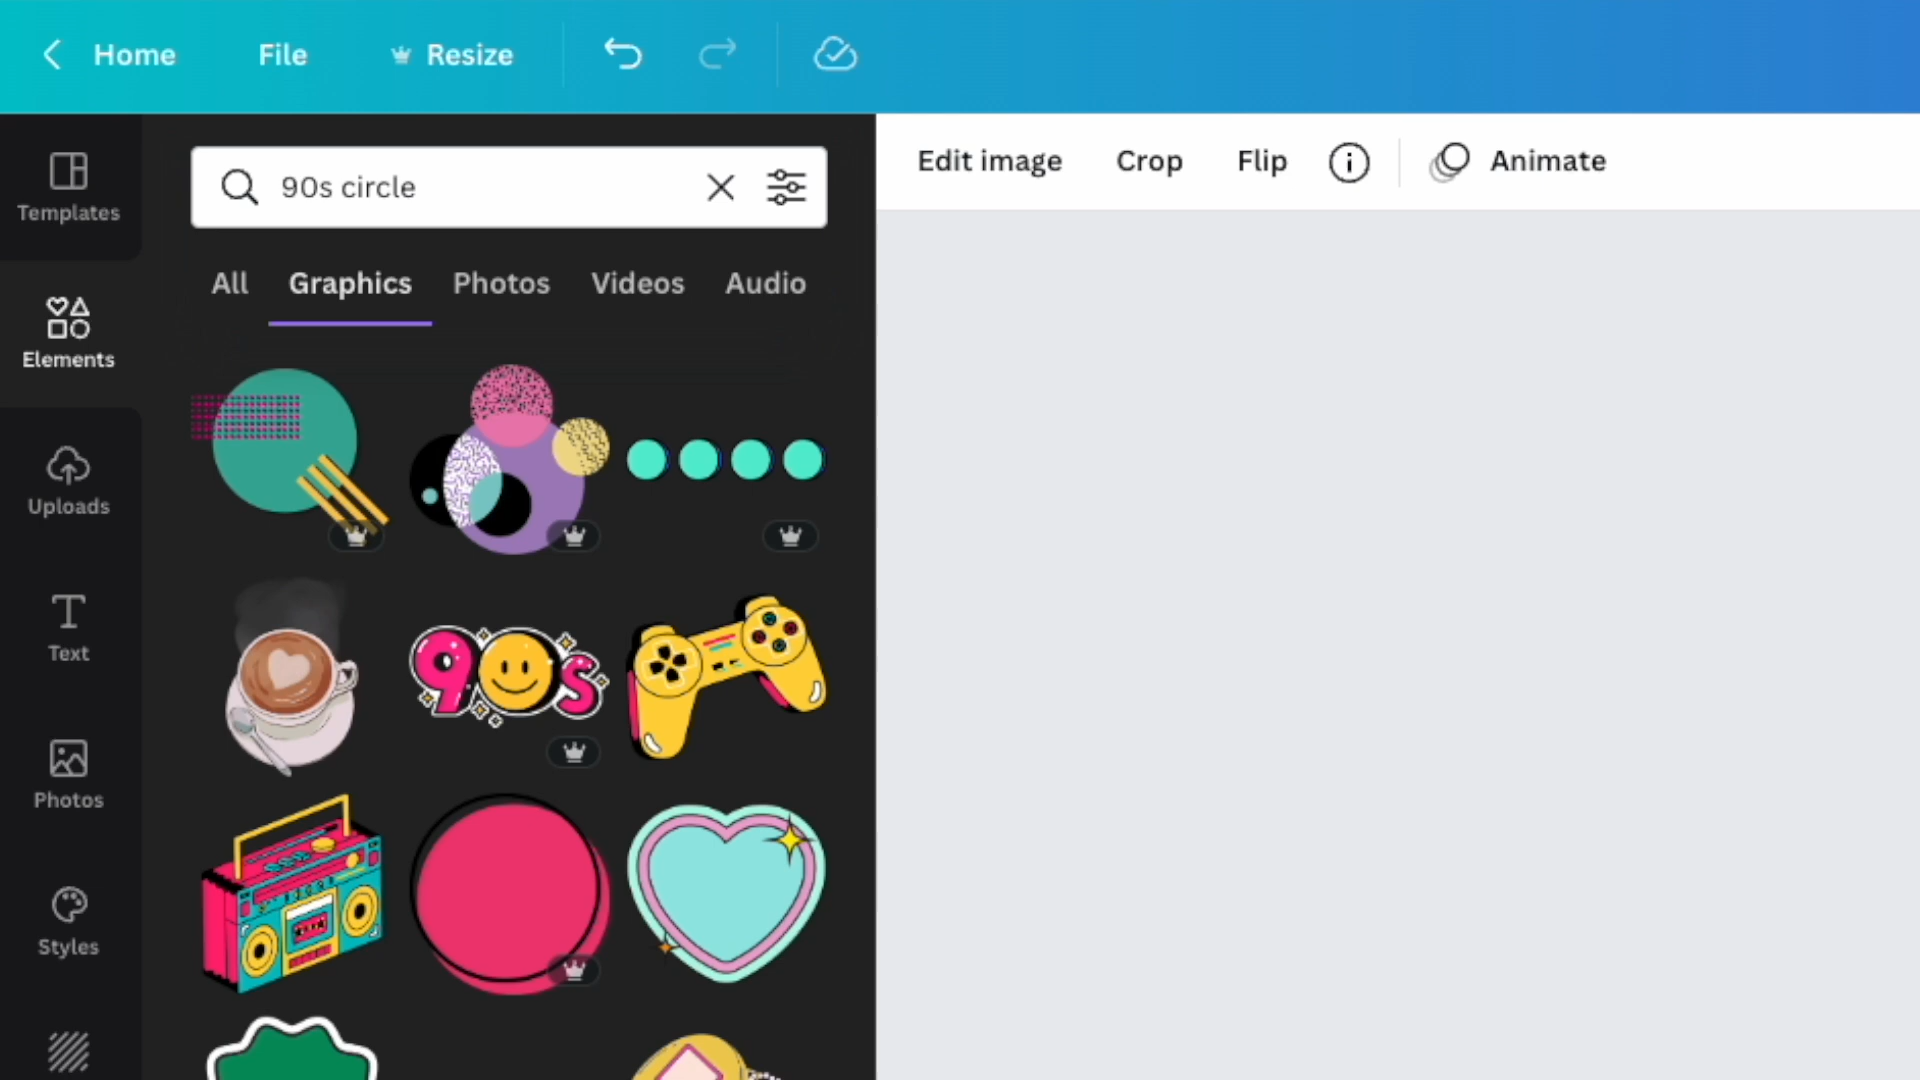 Home File Resize
Templates
90s circle
Edit image Crop Flip Animate
All Graphics Photos Videos Audio
Elements
Uploads
Text
90s
Photos
Styles